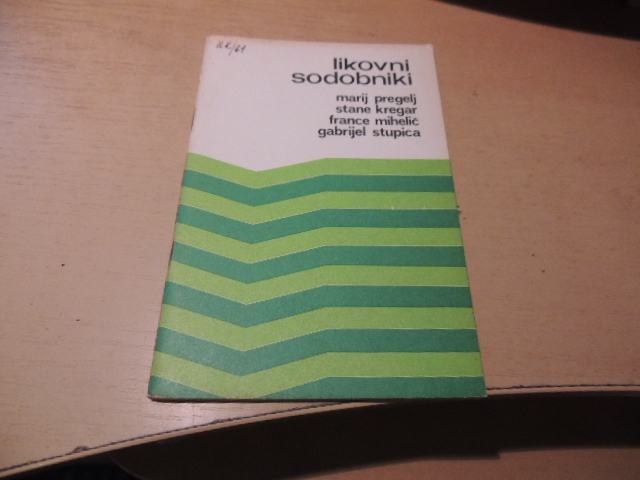 likovni
sodobniki
marij pregelj
stane kregar
france mihelič
gabrijel stupica